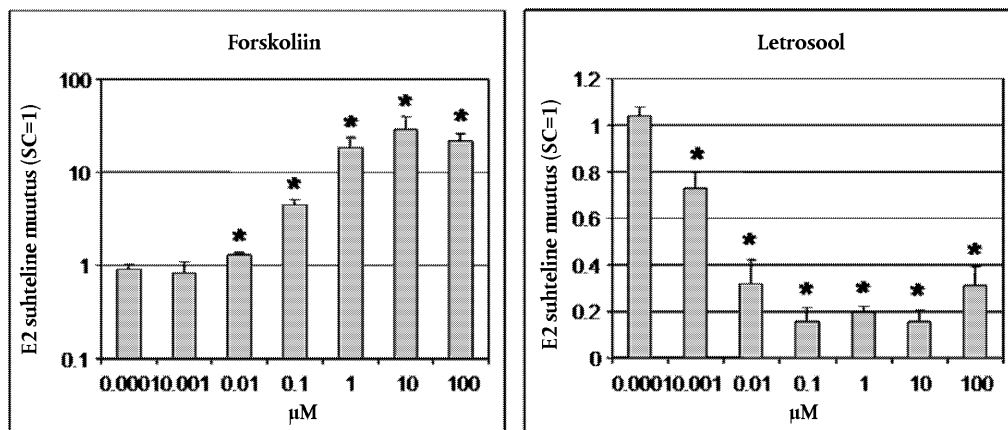 Forskoliin
E2 suhteline muutus (SC=1)
100
10
1
0.1
0.0001 0.001 0.01 0.1 1 10 100
µM
Letrosool
E2 suhteline muutus (SC=1)
1.2
1
0.8
0.6
0.4
0.2
0
0.0001 0.001 0.01 0.1 1 10 100
µM